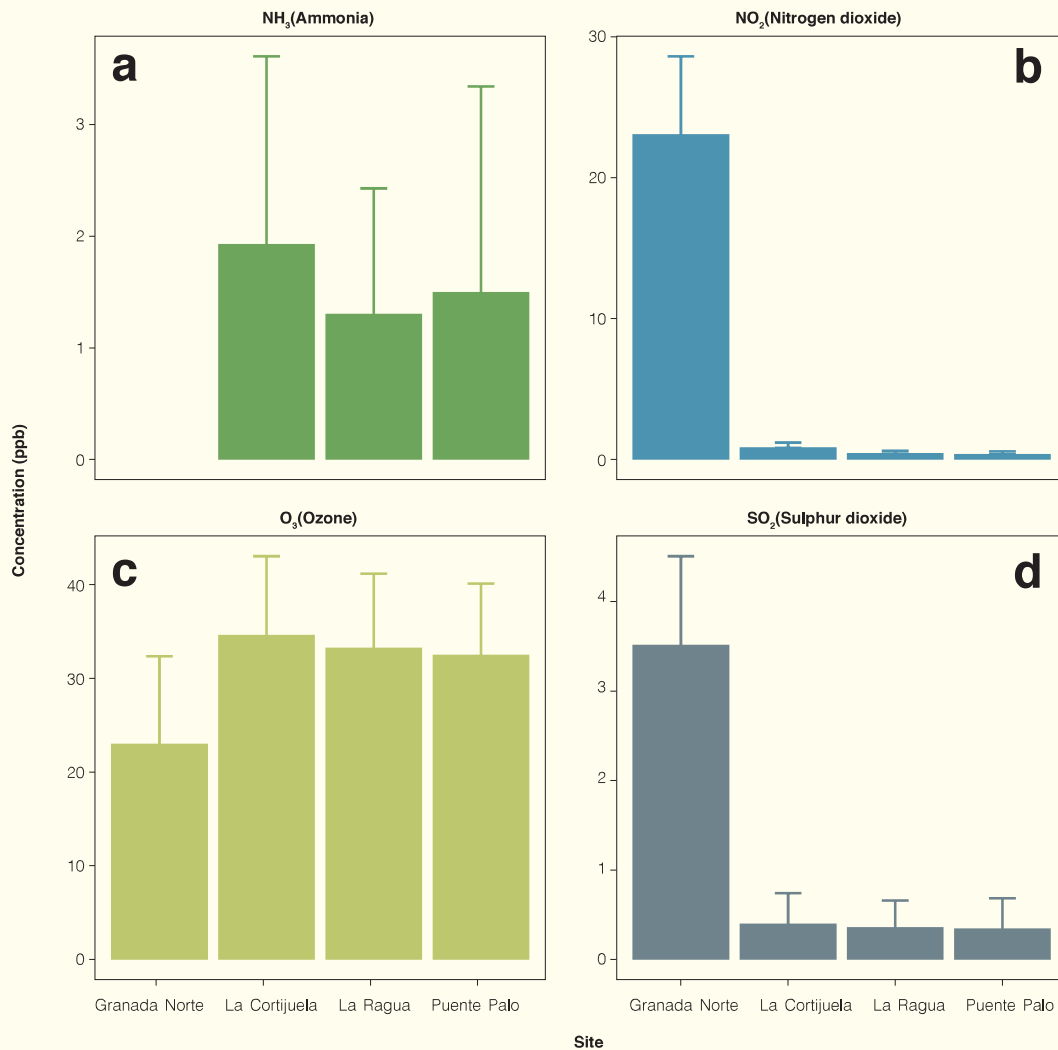 NH₃(Ammonia)
NO₂(Nitrogen dioxide)
a
3
2
1
0
b
30
20
10
0
Concentration (ppb)
O₃(Ozone)
SO₂(Sulphur dioxide)
c
40
30
20
10
0
d
4
3
2
1
0
Granada Norte La Cortijuela La Ragua Puente Palo
Granada Norte La Cortijuela La Ragua Puente Palo
Site